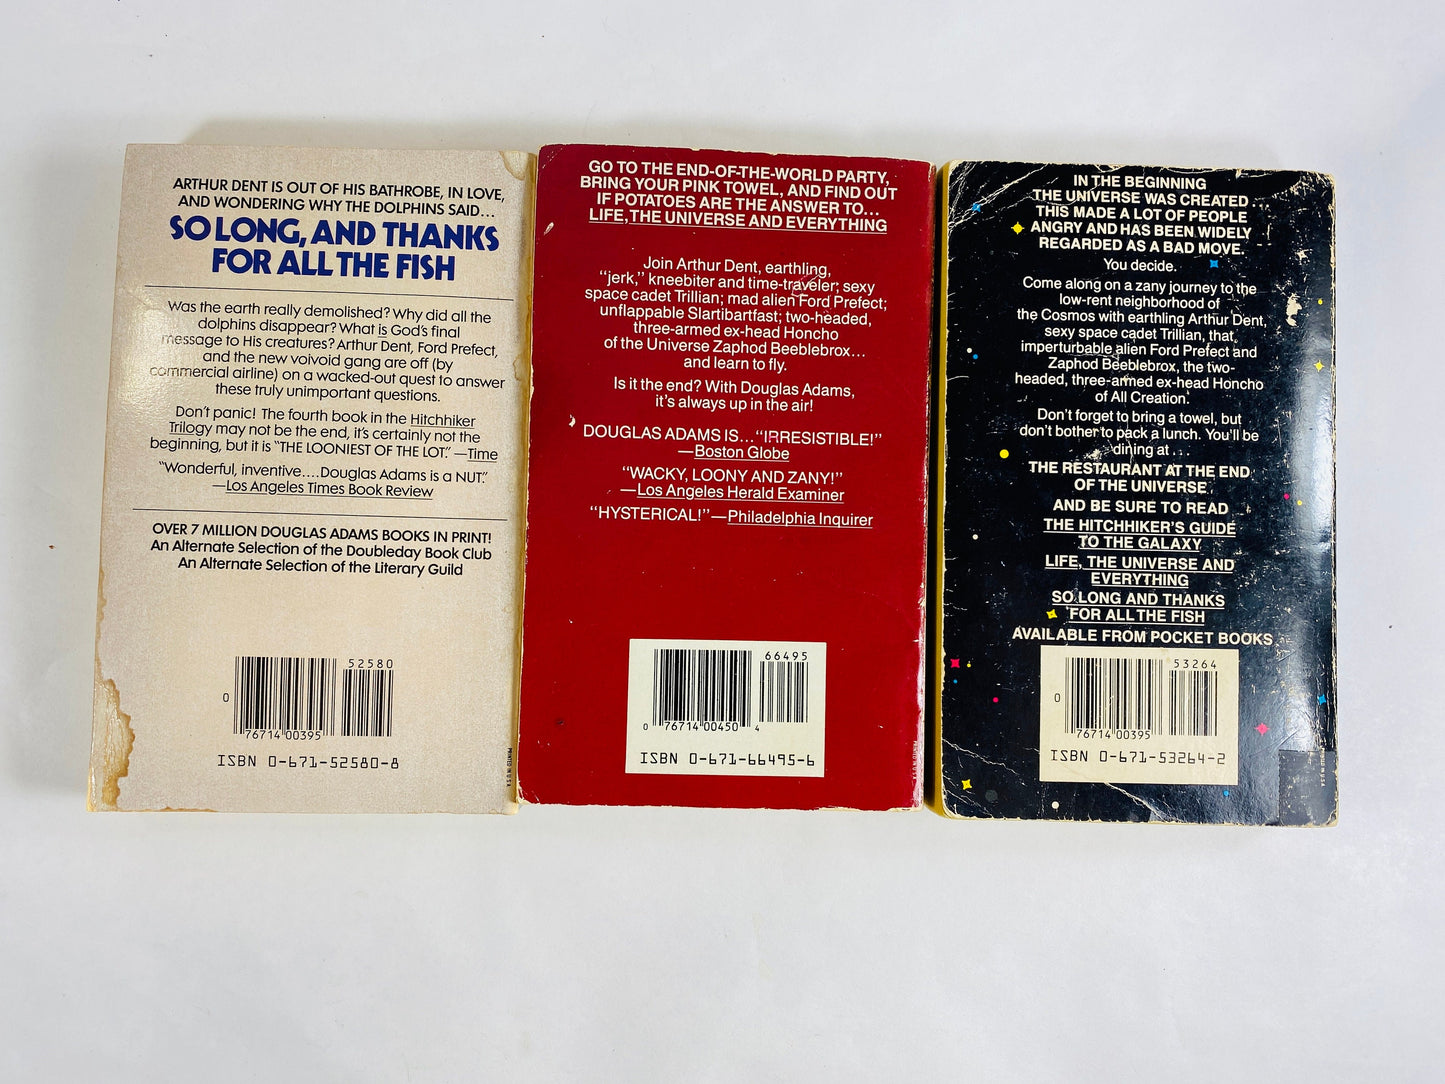 ARTHUR DENT IS OUT OF HIS BATHROBE, IN LOVE,
AND WONDERING WHY THE DOLPHINS SAID...
SO LONG, AND THANKS
FOR ALL THE FISH
Was the earth really demolished? Why did all the
dolphins disappear? What is God's final
message to His creatures? Arthur Dent, Ford Prefect,
and the new voivoid gang are off (by
commercial airline) on a wacked-out quest to answer
these truly unimportant questions.
Don't panic! The fourth book in the Hitchhiker
Trilogy may not be the end, it's certainly not the
beginning, but it is "THE LOONIEST OF THE LOT." —Time
"Wonderful, inventive....Douglas Adams is a NUT."
—Los Angeles Times Book Review
OVER 7 MILLION DOUGLAS ADAMS BOOKS IN PRINT!
An Alternate Selection of the Doubleday Book Club
An Alternate Selection of the Literary Guild
52580
0
76714 00395
ISBN 0-671-52580-8
PRINTED IN U.S.A.
GO TO THE END-OF-THE-WORLD PARTY,
BRING YOUR PINK TOWEL, AND FIND OUT
IF POTATOES ARE THE ANSWER TO...
LIFE, THE UNIVERSE AND EVERYTHING
Join Arthur Dent, earthling,
"jerk," kneebiter and time-traveler; sexy
space cadet Trillian; mad alien Ford Prefect;
unflappable Slartibartfast; two-headed,
three-armed ex-head Honcho
of the Universe Zaphod Beeblebrox...
and learn to fly.
Is it the end? With Douglas Adams,
it's always up in the air!
DOUGLAS ADAMS IS..."IRRESISTIBLE!"
—Boston Globe
"WACKY, LOONY AND ZANY!"
—Los Angeles Herald Examiner
"HYSTERICAL!"—Philadelphia Inquirer
66495
0
76714 00450
4
ISBN 0-671-66495-6
IN THE BEGINNING
THE UNIVERSE WAS CREATED...
THIS MADE A LOT OF PEOPLE
ANGRY AND HAS BEEN WIDELY
REGARDED AS A BAD MOVE.
You decide.
Come along on a zany journey to the
low-rent neighborhood of
the Cosmos with earthling Arthur Dent,
sexy space cadet Trillian, that
imperturbable alien Ford Prefect and
Zaphod Beeblebrox, the two-
headed, three-armed ex-head Honcho
of All Creation.
Don't forget to bring a towel, but
don't bother to pack a lunch. You'll be
dining at...
THE RESTAURANT AT THE END
OF THE UNIVERSE
AND BE SURE TO READ
THE HITCHHIKER'S GUIDE
TO THE GALAXY
LIFE, THE UNIVERSE AND
EVERYTHING
SO LONG AND THANKS
FOR ALL THE FISH
AVAILABLE FROM POCKET BOOKS
53264
0
76714 00395
ISBN 0-671-53264-2